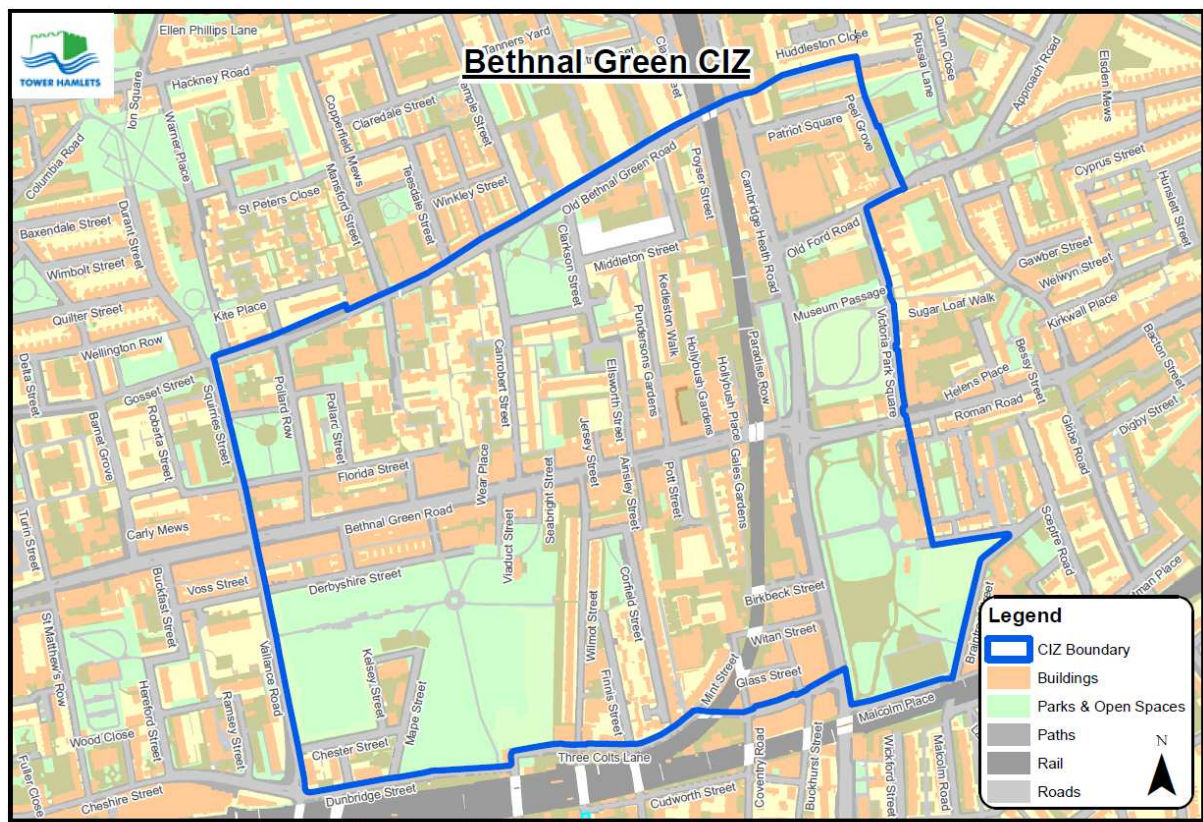 Bethnal Green CIZ
TOWER HAMLETS
Ellen Phillips Lane
Tanners Yard
Huddleston Close
Quinn Close
Russia Lane
Approach Road
Elsden Mews
Hackney Road
Ion Square
Warner Place
Copperfield Mews
Claredale Street
Columbia Road
St Peters Close
Mansford Street
Teesdale Street
Winkley Street
Old Bethnal Green Road
Poyser Street
Patriot Square
Peel Grove
Cambridge Heath Road
Cyprus Street
Hunslett Street
Baxendale Street
Durant Street
Wimbolt Street
Quilter Street
Kite Place
Clarkson Street
Middleton Street
Old Ford Road
Gawber Street
Welwyn Street
Kirkwall Place
Museum Passage
Sugar Loaf Walk
Wellington Row
Delta Street
Gosset Street
Barnet Grove
Roberta Street
Squirries Street
Pollard Row
Pollard Street
Canrobert Street
Ellsworth Street
Pundersons Gardens
Kedleston Walk
Hollybush Gardens
Hollybush Place
Paradise Row
Victoria Park Square
Helens Place
Bessy Street
Bacton Street
Roman Road
Digby Street
Globe Road
Florida Street
Wear Place
Seabright Street
Jersey Street
Ainsley Street
Pott Street
Gales Gardens
Turin Street
Carly Mews
Bethnal Green Road
Viaduct Street
Sceptre Road
Voss Street
Buckfast Street
Derbyshire Street
Wilmot Street
Corfield Street
Birkbeck Street
Witan Street
St Matthew's Row
Hereford Street
Ramsey Street
Vallance Road
Kelsey Street
Mape Street
Finnis Street
Mint Street
Glass Street
Wood Close
Fuller Close
Cheshire Street
Chester Street
Dunbridge Street
Three Colts Lane
Cudworth Street
Coventry Road
Buckhurst Street
Wickford Street
Malcolm Road
Malcolm Place
Legend
CIZ Boundary
Buildings
Parks & Open Spaces
Paths
Rail
Roads
N